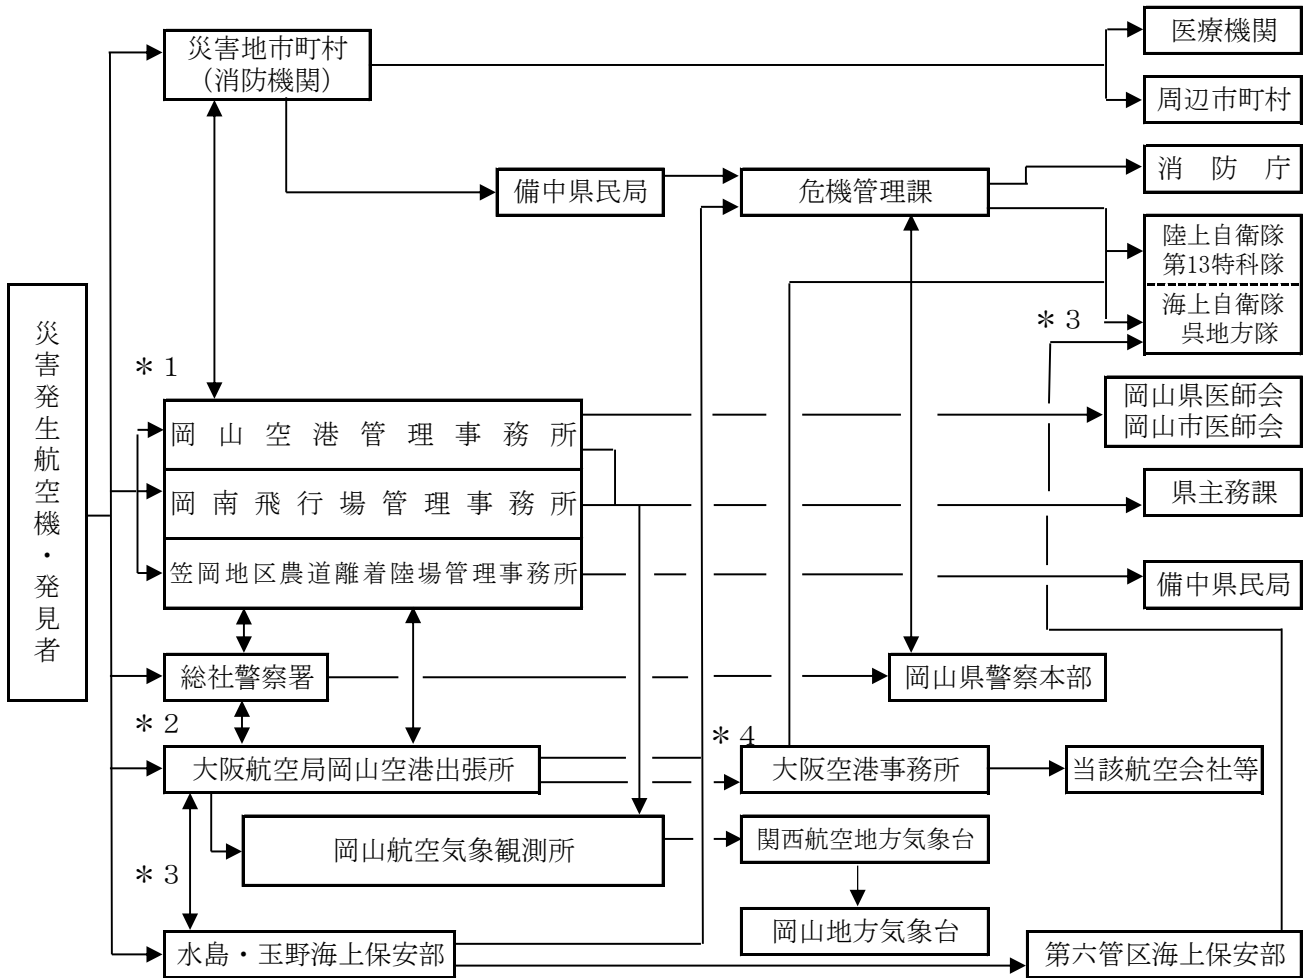 医療機関
災害地市町村
（消防機関）
周辺市町村
消　防　庁
備中県民局
危機管理課
陸上自衛隊
第13特科隊
海上自衛隊
呉地方隊
＊３
災害発生航空機・発見者
＊１
岡山県医師会
岡山市医師会
岡山空港管理事務所
岡南飛行場管理事務所
県主務課
笠岡地区農道離着陸場管理事務所
備中県民局
総社警察署
岡山県警察本部
＊２
＊４
大阪航空局岡山空港出張所
大阪空港事務所
当該航空会社等
岡山航空気象観測所
関西航空地方気象台
＊３
岡山地方気象台
水島・玉野海上保安部
第六管区海上保安部